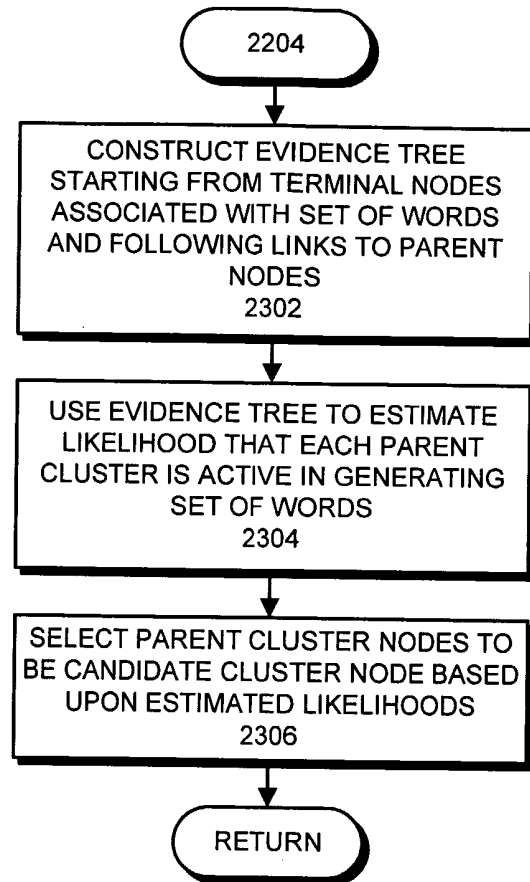 2204
CONSTRUCT EVIDENCE TREE
STARTING FROM TERMINAL NODES
ASSOCIATED WITH SET OF WORDS
AND FOLLOWING LINKS TO PARENT
NODES
2302
USE EVIDENCE TREE TO ESTIMATE
LIKELIHOOD THAT EACH PARENT
CLUSTER IS ACTIVE IN GENERATING
SET OF WORDS
2304
SELECT PARENT CLUSTER NODES TO
BE CANDIDATE CLUSTER NODE BASED
UPON ESTIMATED LIKELIHOODS
2306
RETURN